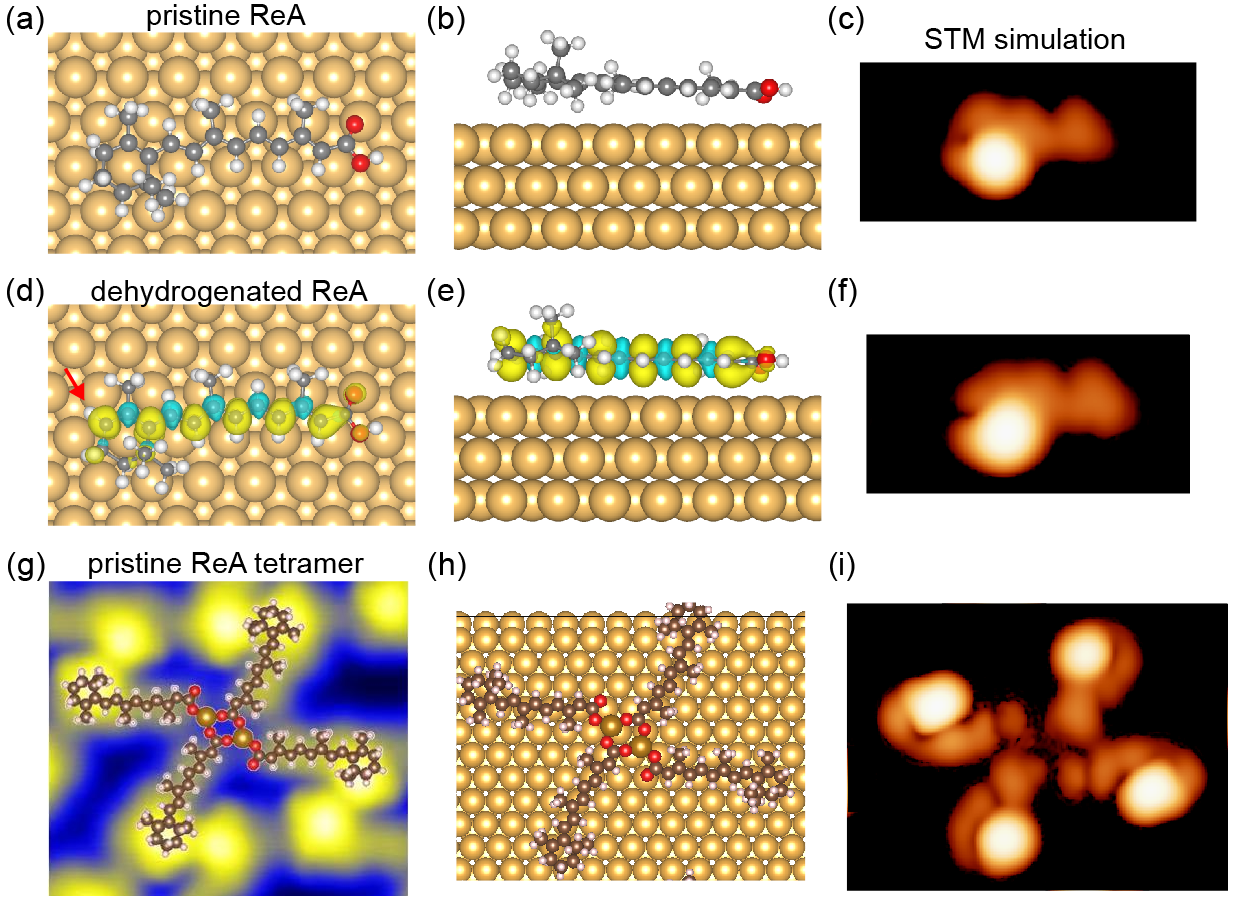 (a) pristine ReA (b) (c) STM simulation
(d) dehydrogenated ReA (e) (f)
(g) pristine ReA tetramer (h) (i)